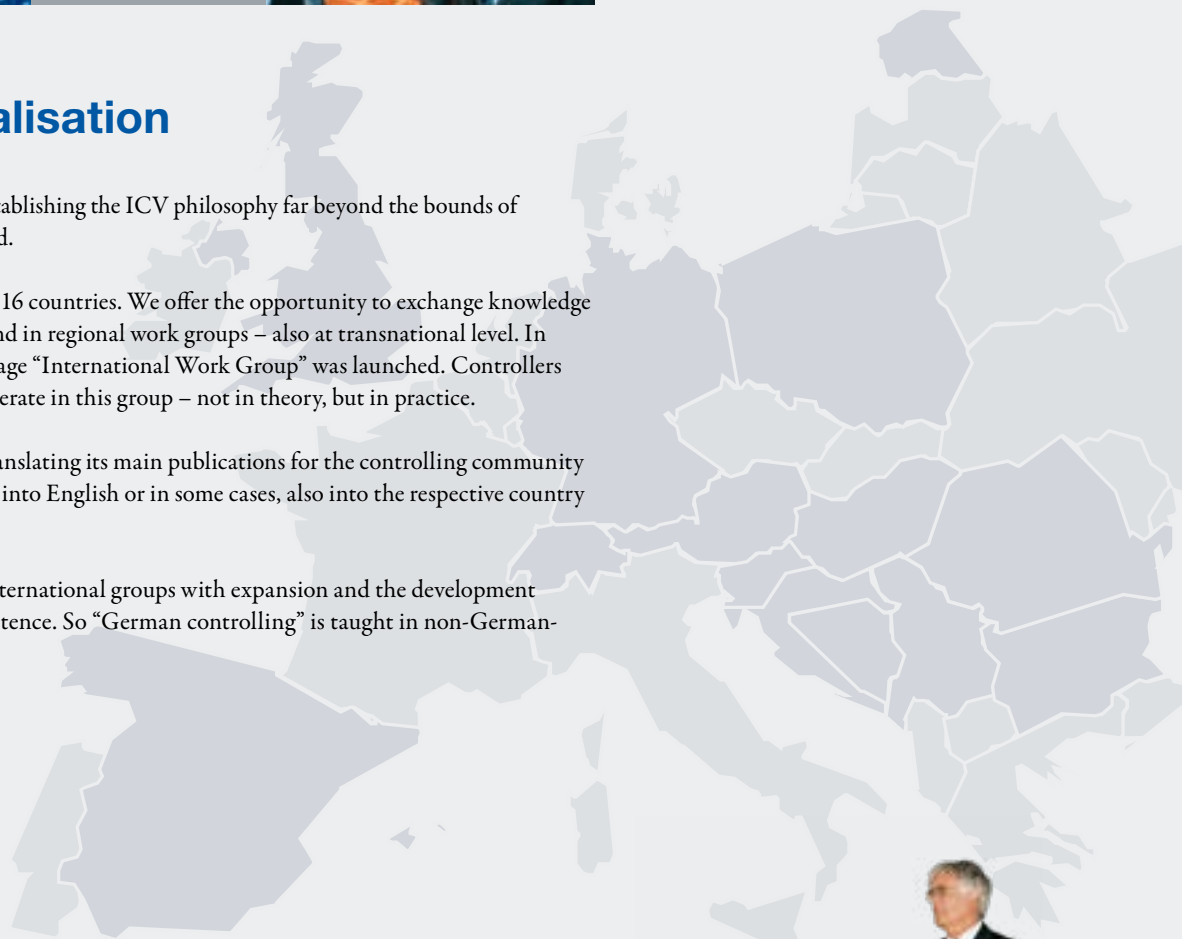 alisation
tablishing the ICV philosophy far beyond the bounds of
d.
16 countries. We offer the opportunity to exchange knowledge
nd in regional work groups – also at transnational level. In
age “International Work Group” was launched. Controllers
erate in this group – not in theory, but in practice.
anslating its main publications for the controlling community
into English or in some cases, also into the respective country
ternational groups with expansion and the development
tence. So “German controlling” is taught in non-German-